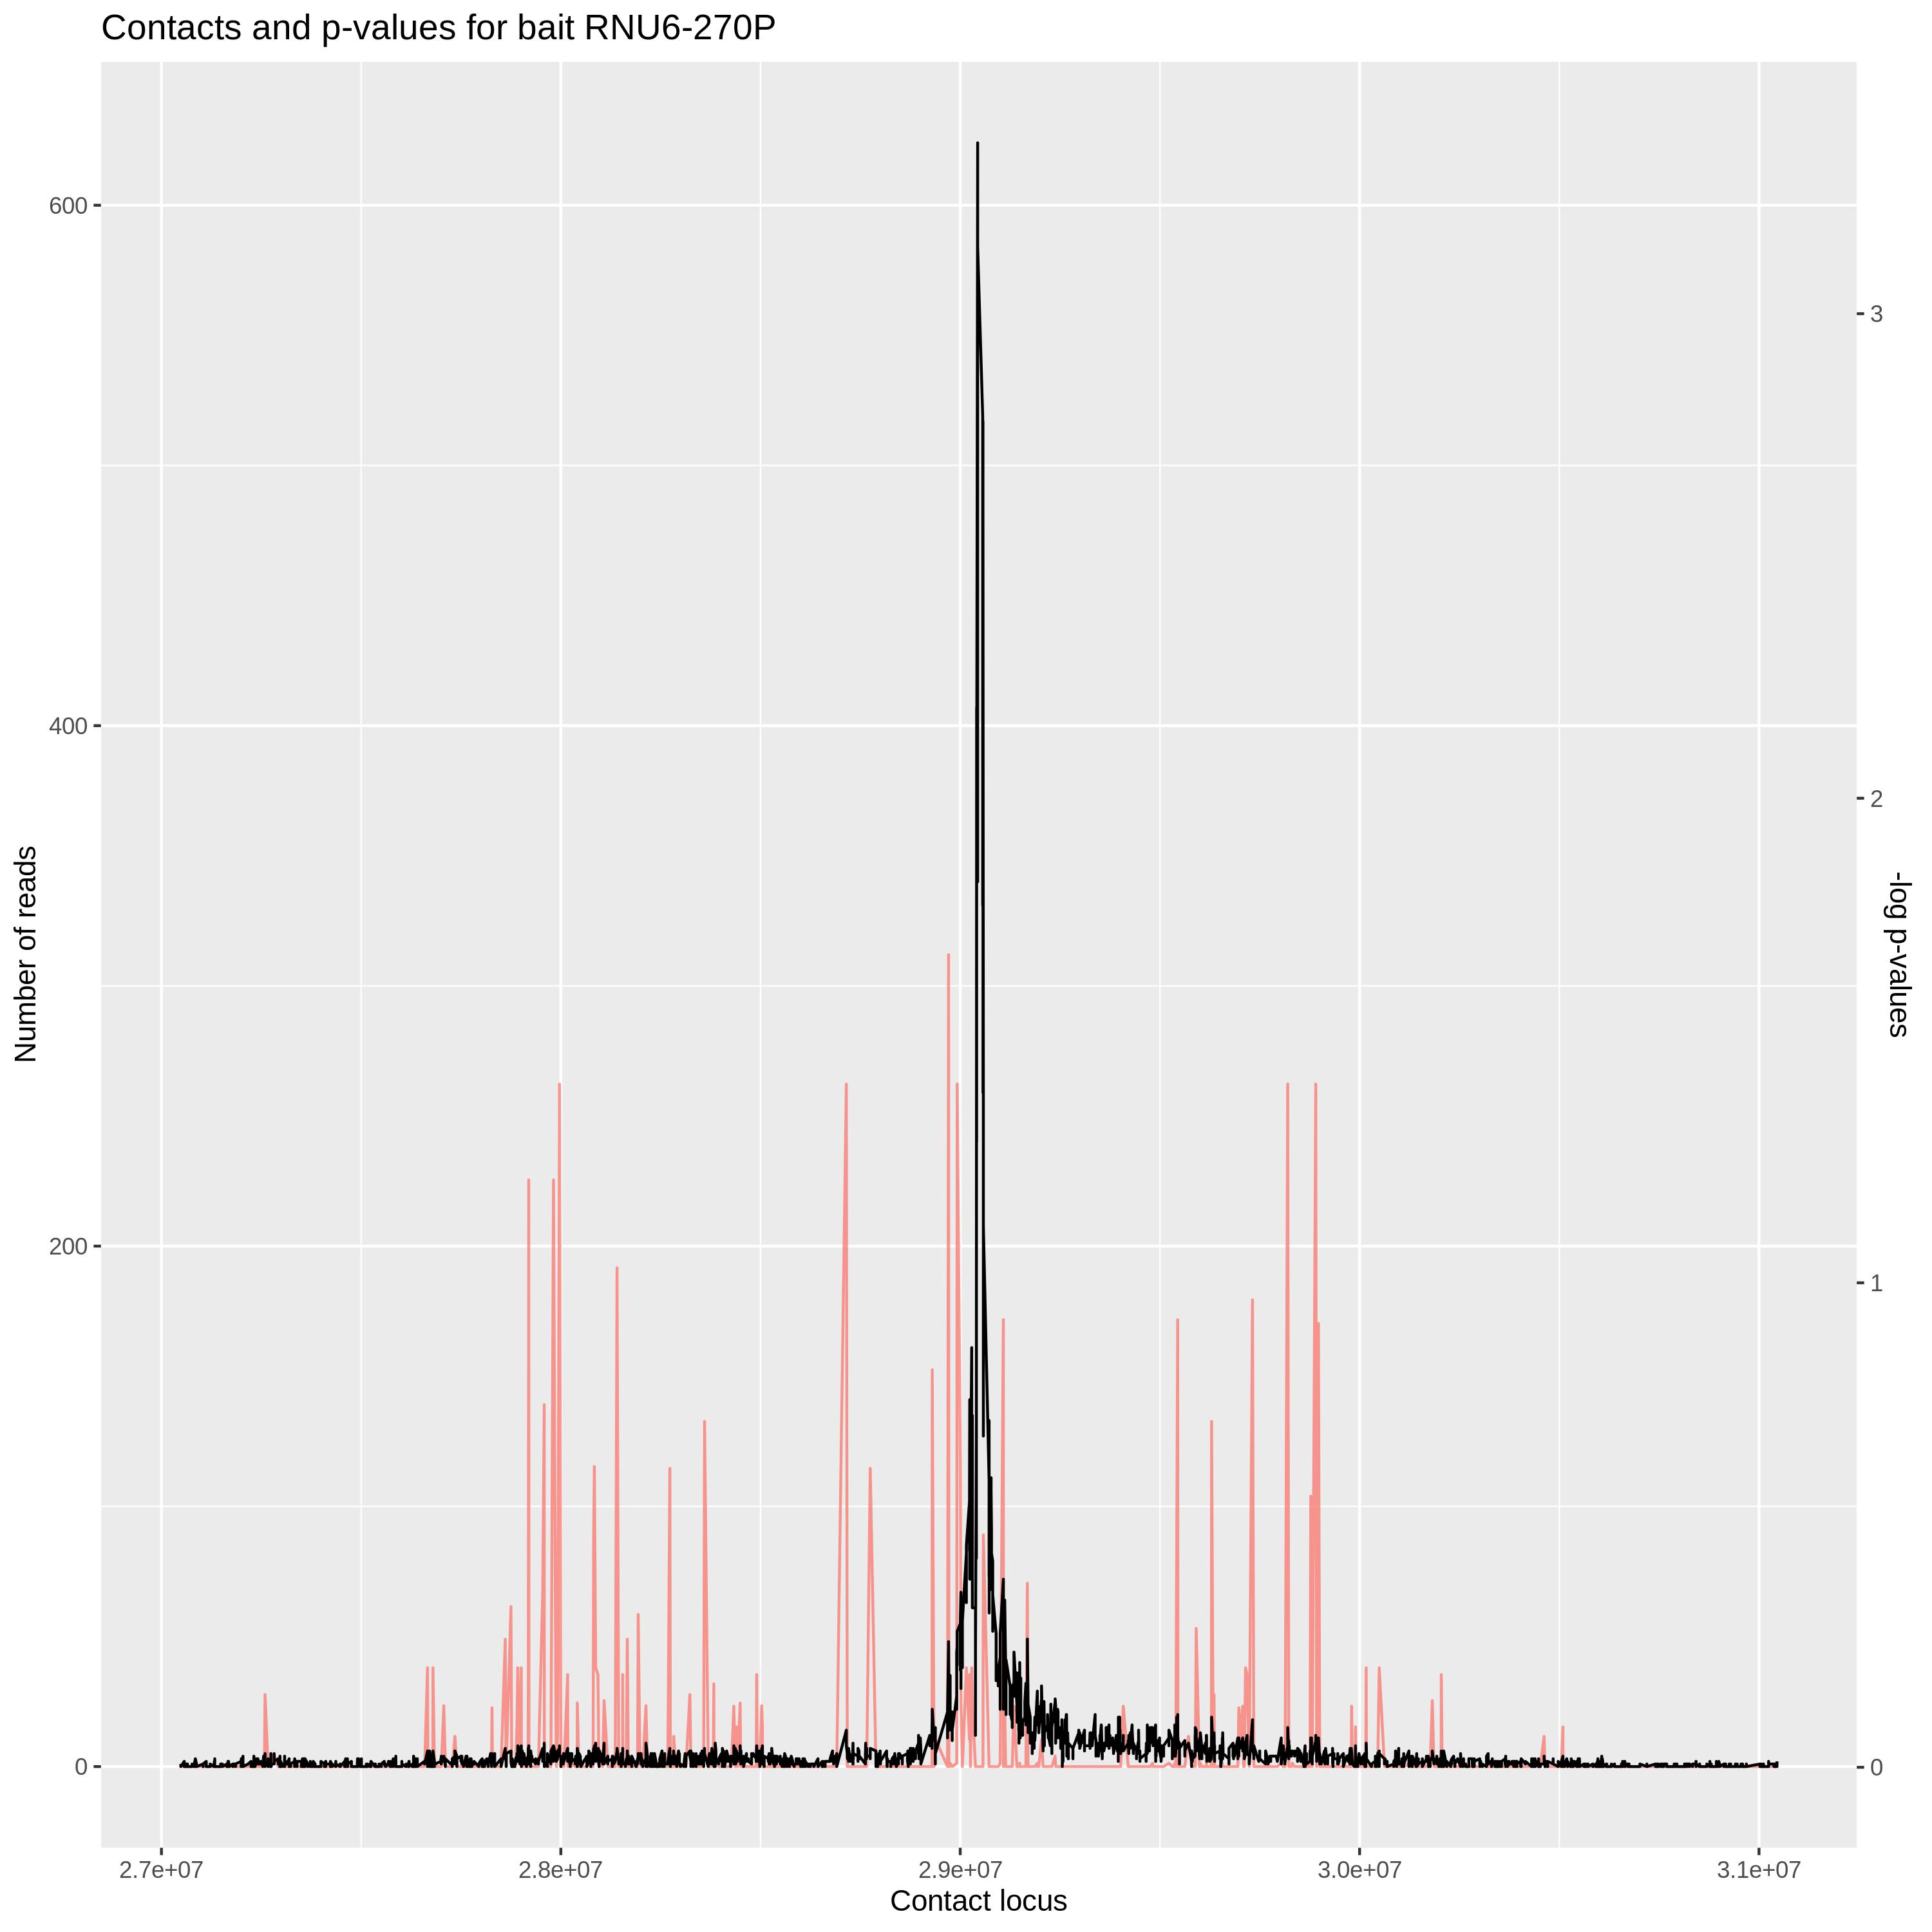 Contacts and p-values for bait RNU6-270P
600
400
200
0
Number of reads
3
2
1
0
-log p-values
2.7e+07 2.8e+07 2.9e+07 3.0e+07 3.1e+07
Contact locus